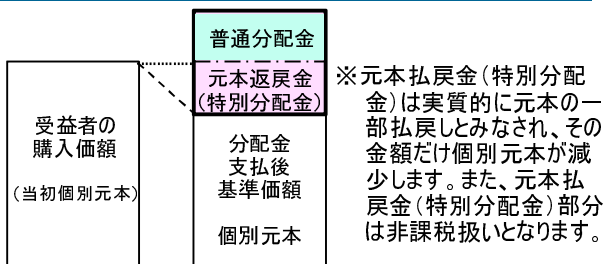 普通分配金
元本返戻金
(特別分配金)
受益者の
購入価額
(当初個別元本)
分配金
支払後
基準価額
個別元本
※元本払戻金(特別分配
金)は実質的に元本の一
部払戻しとみなされ、その
金額だけ個別元本が減
少します。また、元本払
戻金(特別分配金)部分
は非課税扱いとなります。